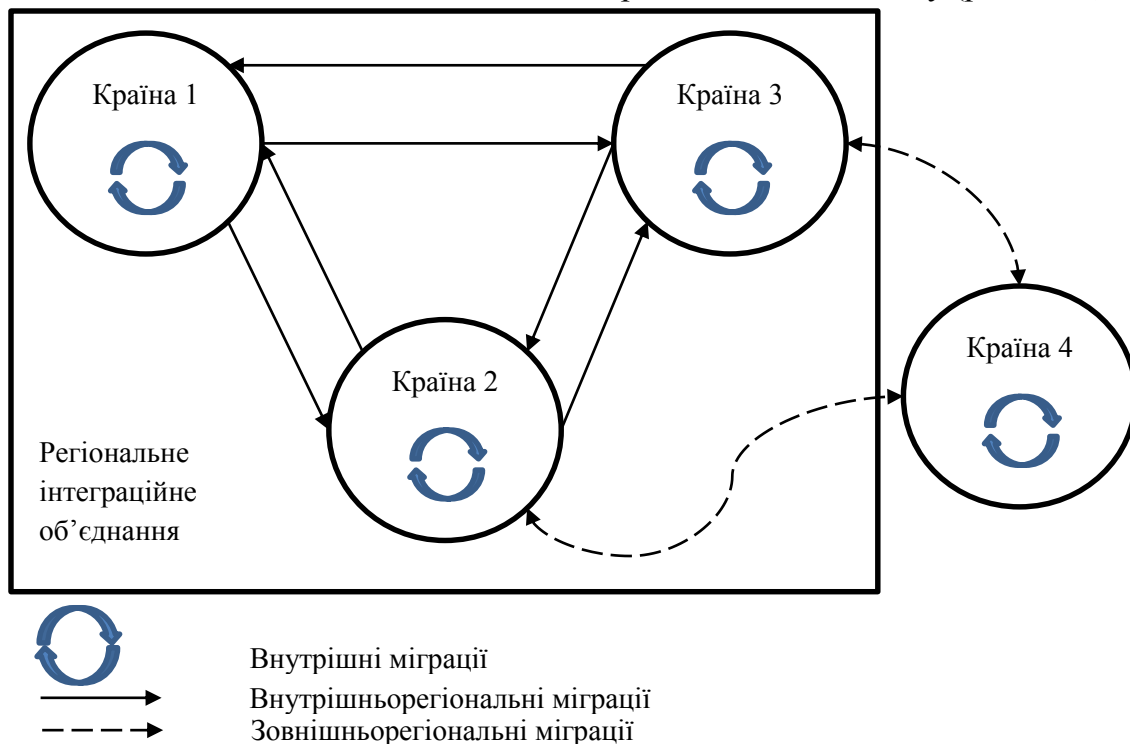 Країна 1
Країна 3
Країна 4
Країна 2
Регіональне
інтеграційне
об’єднання
Внутрішні міграції
Внутрішньорегіональні міграції
Зовнішньорегіональні міграції